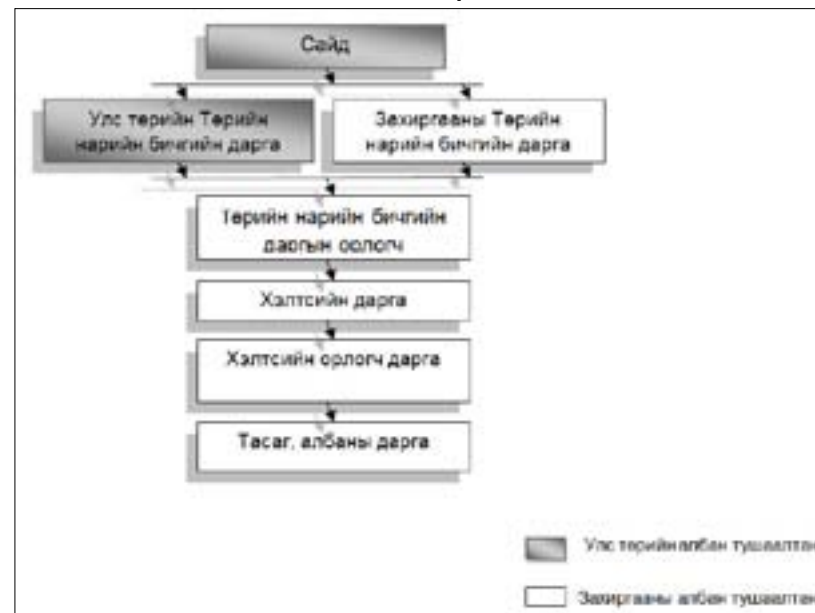 Сайд
Улс төрийн Төрийн
нарийн бичгийн дарга
Захиргааны Төрийн
нарийн бичгийн дарга
Төрийн нарийн бичгийн
даргын орлогч
Хэлтсийн дарга
Хэлтсийн орлогч дарга
Тасаг, албаны дарга
Улс төрийн албан тушаалтан
Захиргааны албан тушаалтан